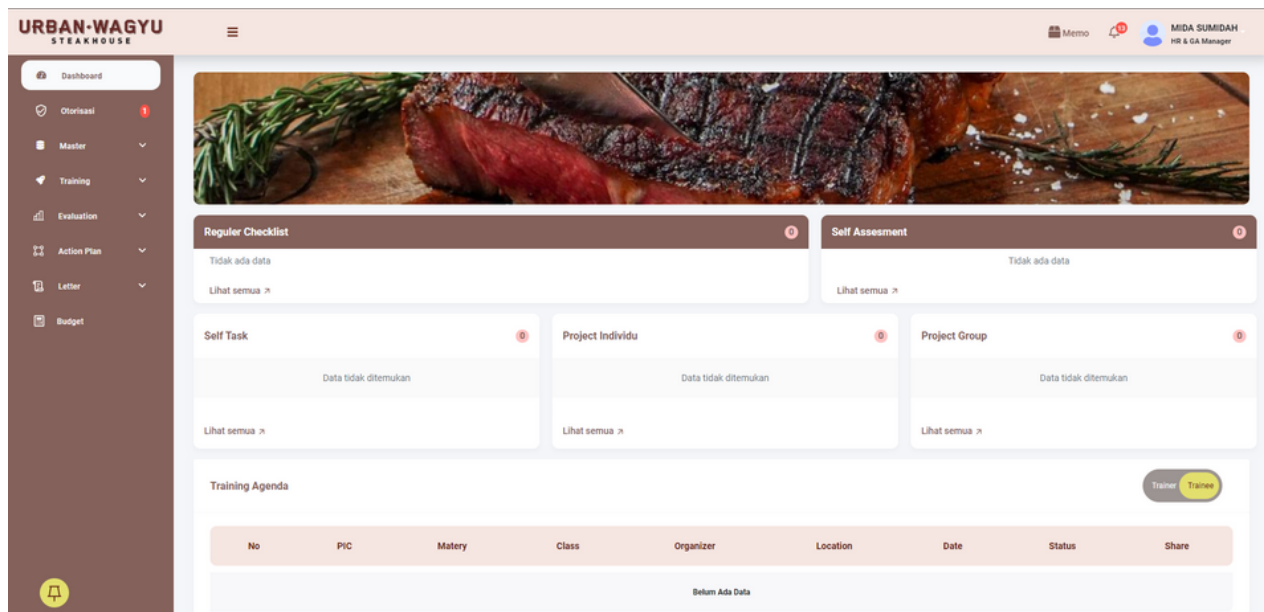 URBAN·WAGYU
STEAKHOUSE
Memo
13
MIDA SUMIDAH
HR & GA Manager
Dashboard
Otorisasi 1
Master
Training
Evaluation
Action Plan
Letter
Budget
Reguler Checklist 0
Tidak ada data
Lihat semua
Self Assesment 0
Tidak ada data
Lihat semua
Self Task 0
Data tidak ditemukan
Lihat semua
Project Individu 0
Data tidak ditemukan
Lihat semua
Project Group 0
Data tidak ditemukan
Lihat semua
Training Agenda
Trainer Trainee
No PIC Matery Class Organizer Location Date Status Share
Belum Ada Data